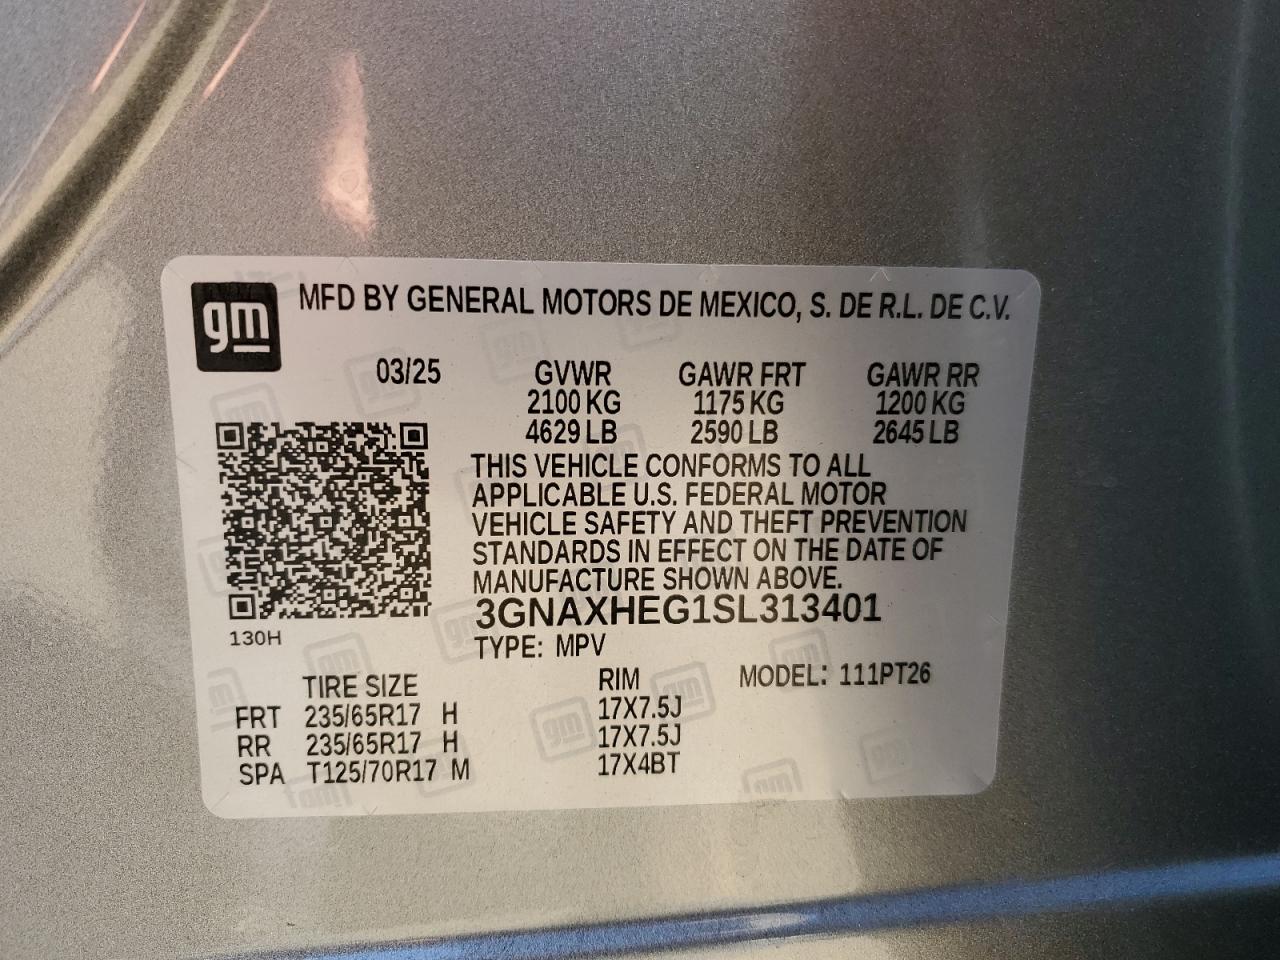 gm MFD BY GENERAL MOTORS DE MEXICO, S. DE R.L. DE C.V.
03/25 GVWR GAWR FRT GAWR RR
2100 KG 1175 KG 1200 KG
4629 LB 2590 LB 2645 LB
THIS VEHICLE CONFORMS TO ALL
APPLICABLE U.S. FEDERAL MOTOR
VEHICLE SAFETY AND THEFT PREVENTION
STANDARDS IN EFFECT ON THE DATE OF
MANUFACTURE SHOWN ABOVE.
3GNAXHEG1SL313401
130H
TYPE: MPV
TIRE SIZE RIM MODEL: 111PT26
FRT 235/65R17 H 17X7.5J
RR 235/65R17 H 17X7.5J
SPA T125/70R17 M 17X4BT